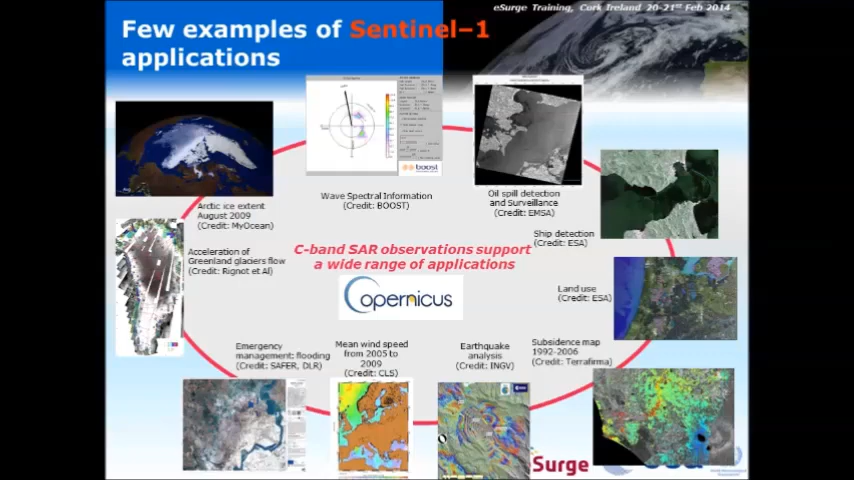 eSurge Training, Cork Ireland 20-21st Feb 2014
Few examples of Sentinel–1
applications
boost
Wave Spectral Information
(Credit: BOOST)
Oil spill detection
and Surveillance
(Credit: EMSA)
Arctic ice extent
August 2009
(Credit: MyOcean)
Ship detection
(Credit: ESA)
Acceleration of
Greenland glaciers flow
(Credit: Rignot et Al)
C-band SAR observations support
a wide range of applications
Copernicus
Land use
(Credit: ESA)
Emergency
management: flooding
(Credit: SAFER, DLR)
Mean wind speed
from 2005 to
2009
(Credit: CLS)
Earthquake
analysis
(Credit: INGV)
Subsidence map
1992-2006
(Credit: Terrafirma)
Surge